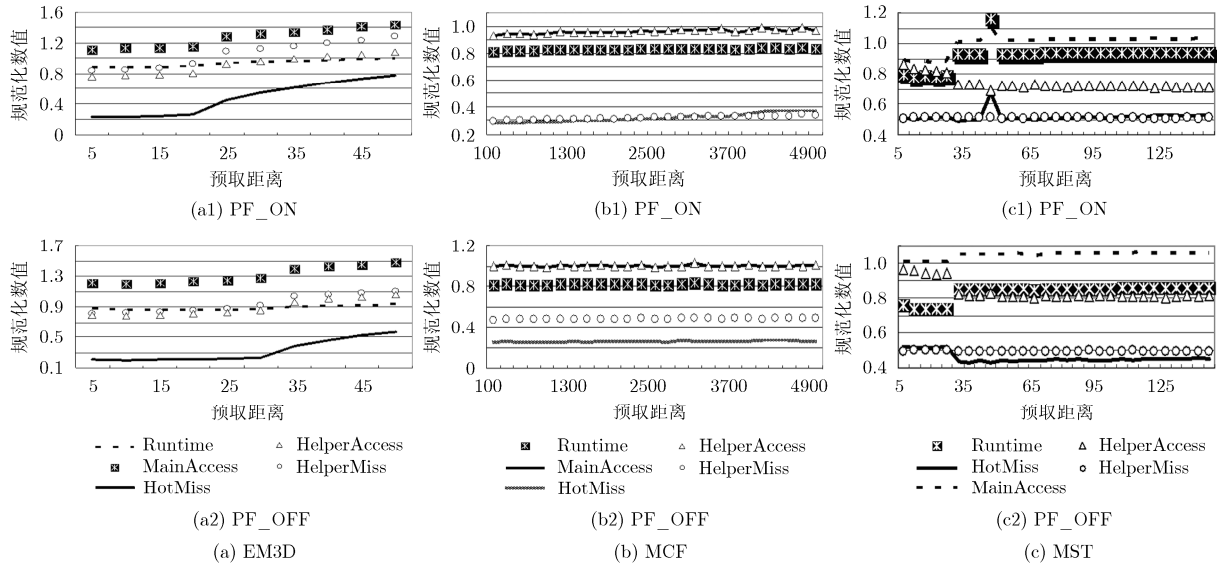 1.6
1.2
0.8
0.4
0
规范化数值
5
15
25
35
45
预取距离
(a1) PF_ON
1.0
0.8
0.6
0.4
0.2
规范化数值
100
1300
2500
3700
4900
预取距离
(b1) PF_ON
1.2
1.0
0.8
0.6
0.4
规范化数值
5
35
65
95
125
预取距离
(c1) PF_ON
1.7
1.3
0.9
0.5
0.1
规范化数值
5
15
25
35
45
预取距离
1.2
0.8
0.4
0
规范化数值
100
1300
2500
3700
4900
预取距离
1.0
0.8
0.6
0.4
规范化数值
5
35
65
95
125
预取距离
Runtime
HelperAccess
MainAccess
HelperMiss
HotMiss
(a2) PF_OFF
(a) EM3D
Runtime
HelperAccess
MainAccess
HelperMiss
HotMiss
(b2) PF_OFF
(b) MCF
Runtime
HelperAccess
HotMiss
HelperMiss
MainAccess
(c2) PF_OFF
(c) MST